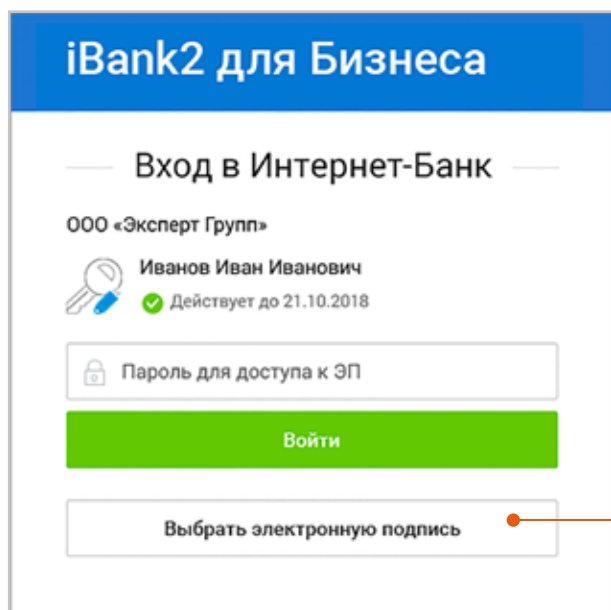 iBank2 для Бизнеса
Вход в Интернет-Банк
ООО «Эксперт Групп»
Иванов Иван Иванович
Действует до 21.10.2018
Пароль для доступа к ЭП
Войти
Выбрать электронную подпись